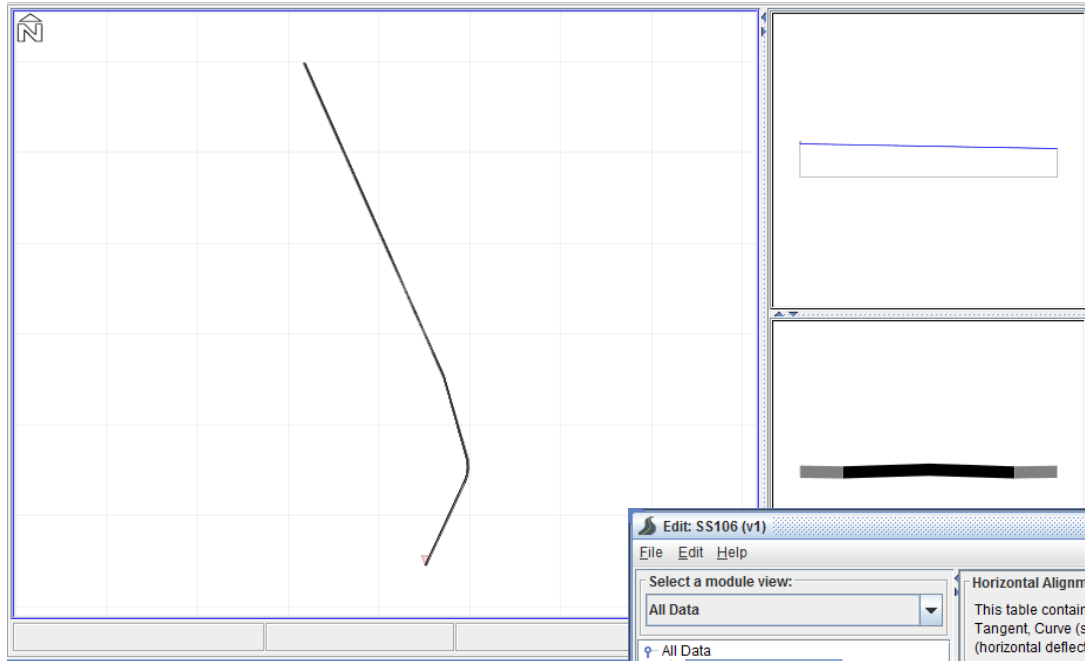 N
Edit: SS106 (v1)
File Edit Help
Select a module view:
All Data
All Data
Horizontal Alignm
This table contain
Tangent, Curve (s
(horizontal deflect